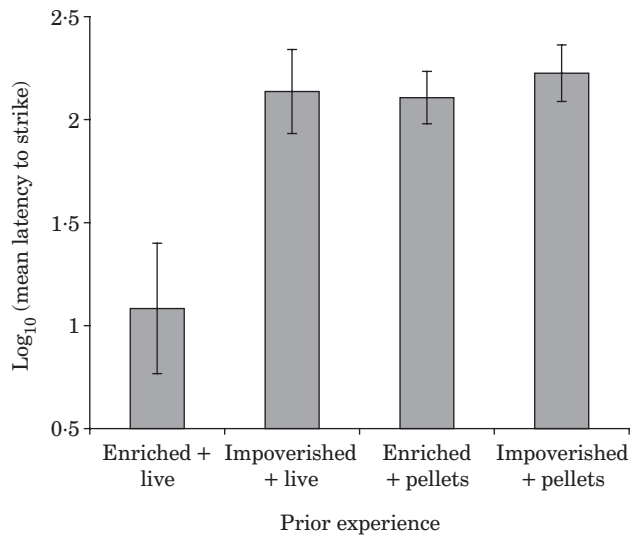 2·5
2
1·5
1
0·5
Log10 (mean latency to strike)
Enriched + live
Impoverished + live
Enriched + pellets
Impoverished + pellets
Prior experience